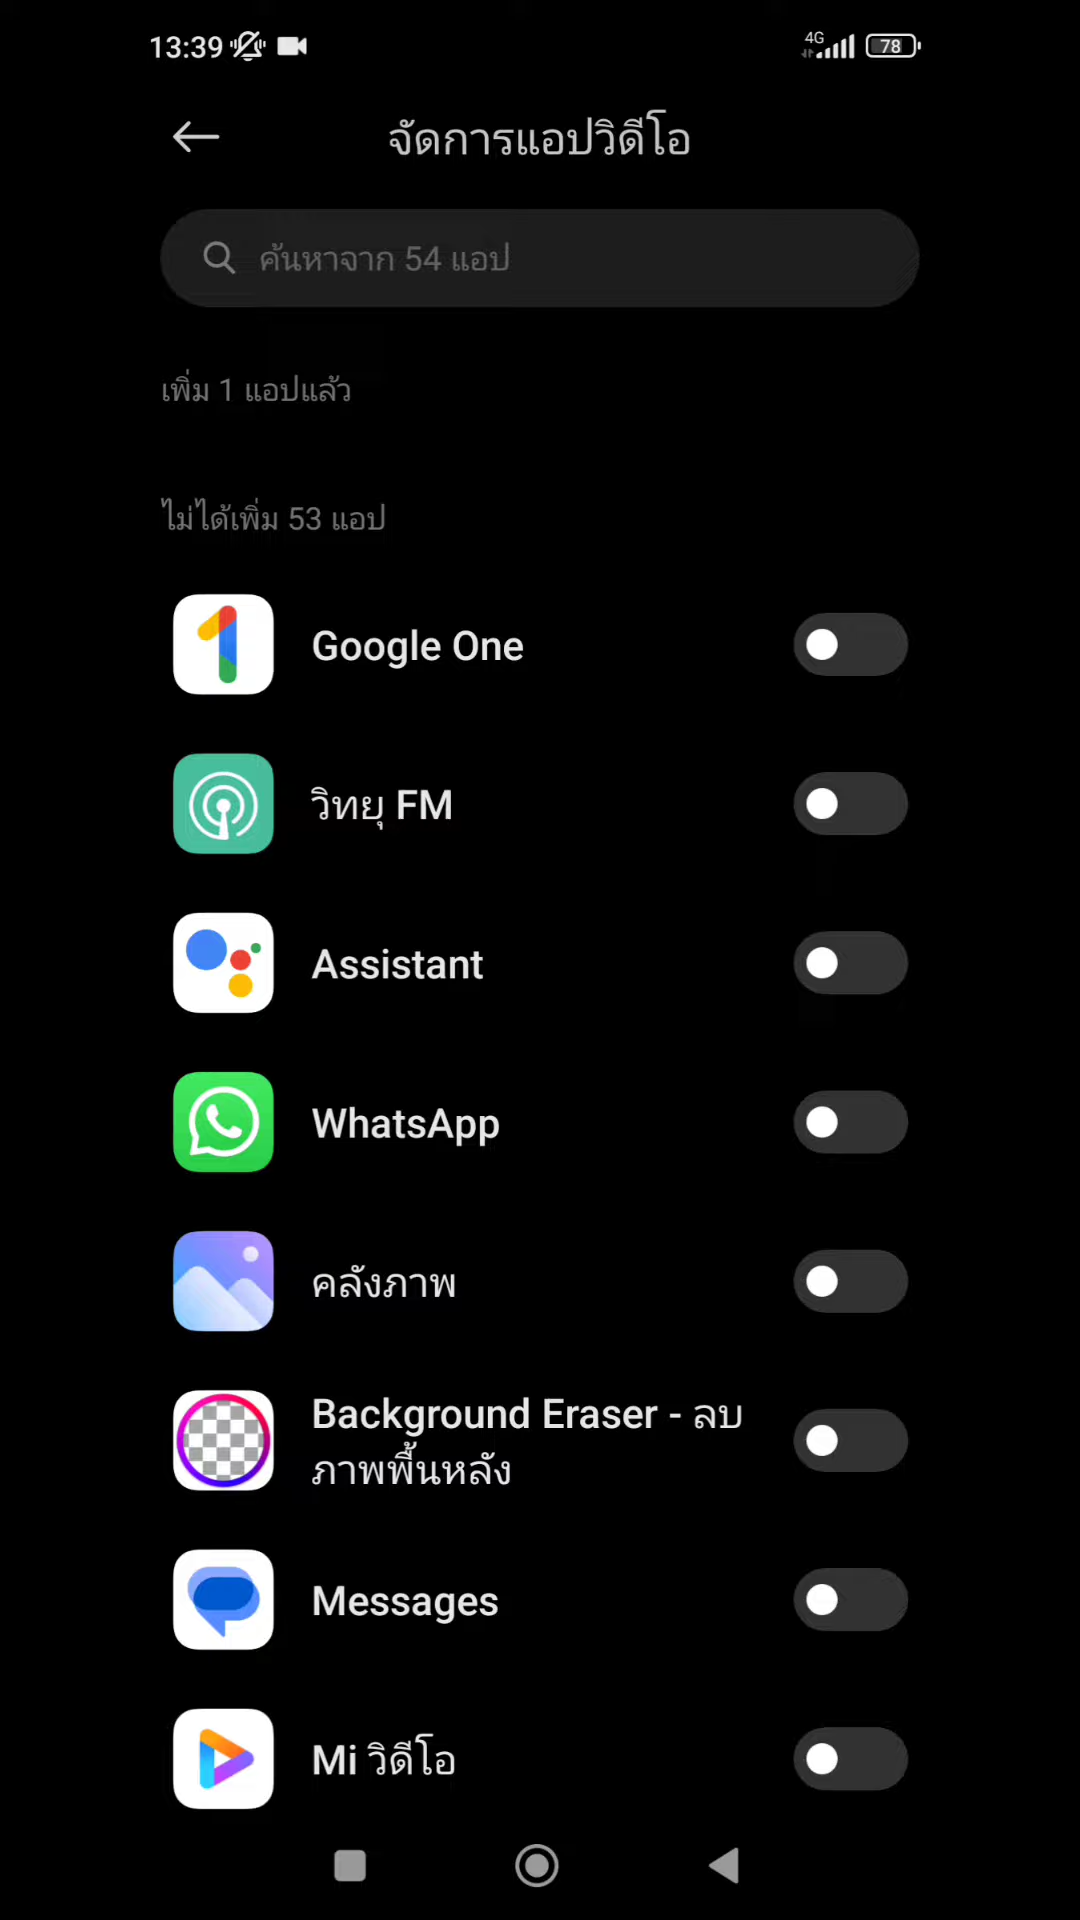 13:39
4G
78
จัดการแอปวิดีโอ
ค้นหาจาก 54 แอป
เพิ่ม 1 แอปแล้ว
ไม่ได้เพิ่ม 53 แอป
Google One
วิทยุ FM
Assistant
WhatsApp
คลังภาพ
Background Eraser - ลบ
ภาพพื้นหลัง
Messages
Mi วิดีโอ